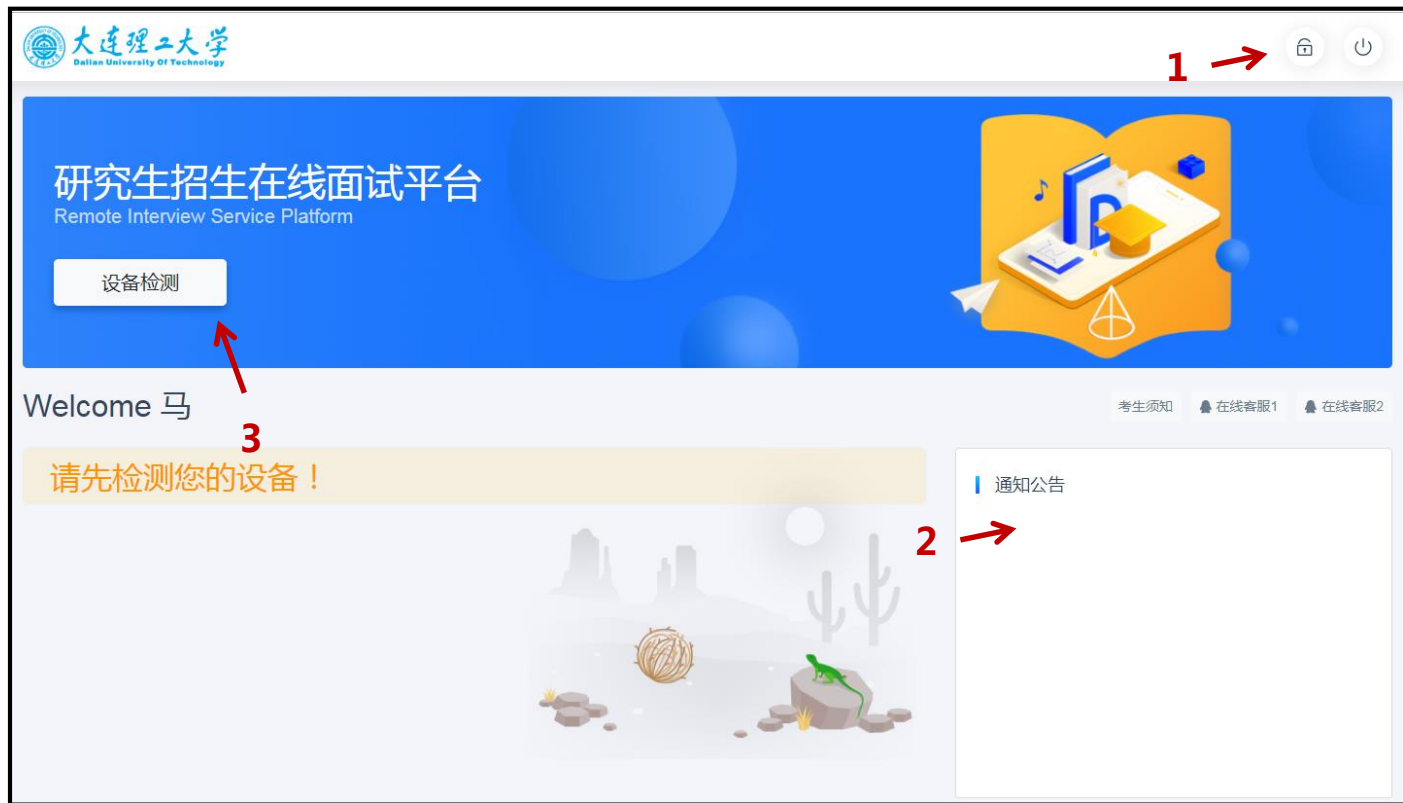 大连理工大学
Dalian University Of Technology
1
研究生招生在线面试平台
Remote Interview Service Platform
设备检测
3
Welcome 马
考生须知 在线客服1 在线客服2
请先检测您的设备！
通知公告
2